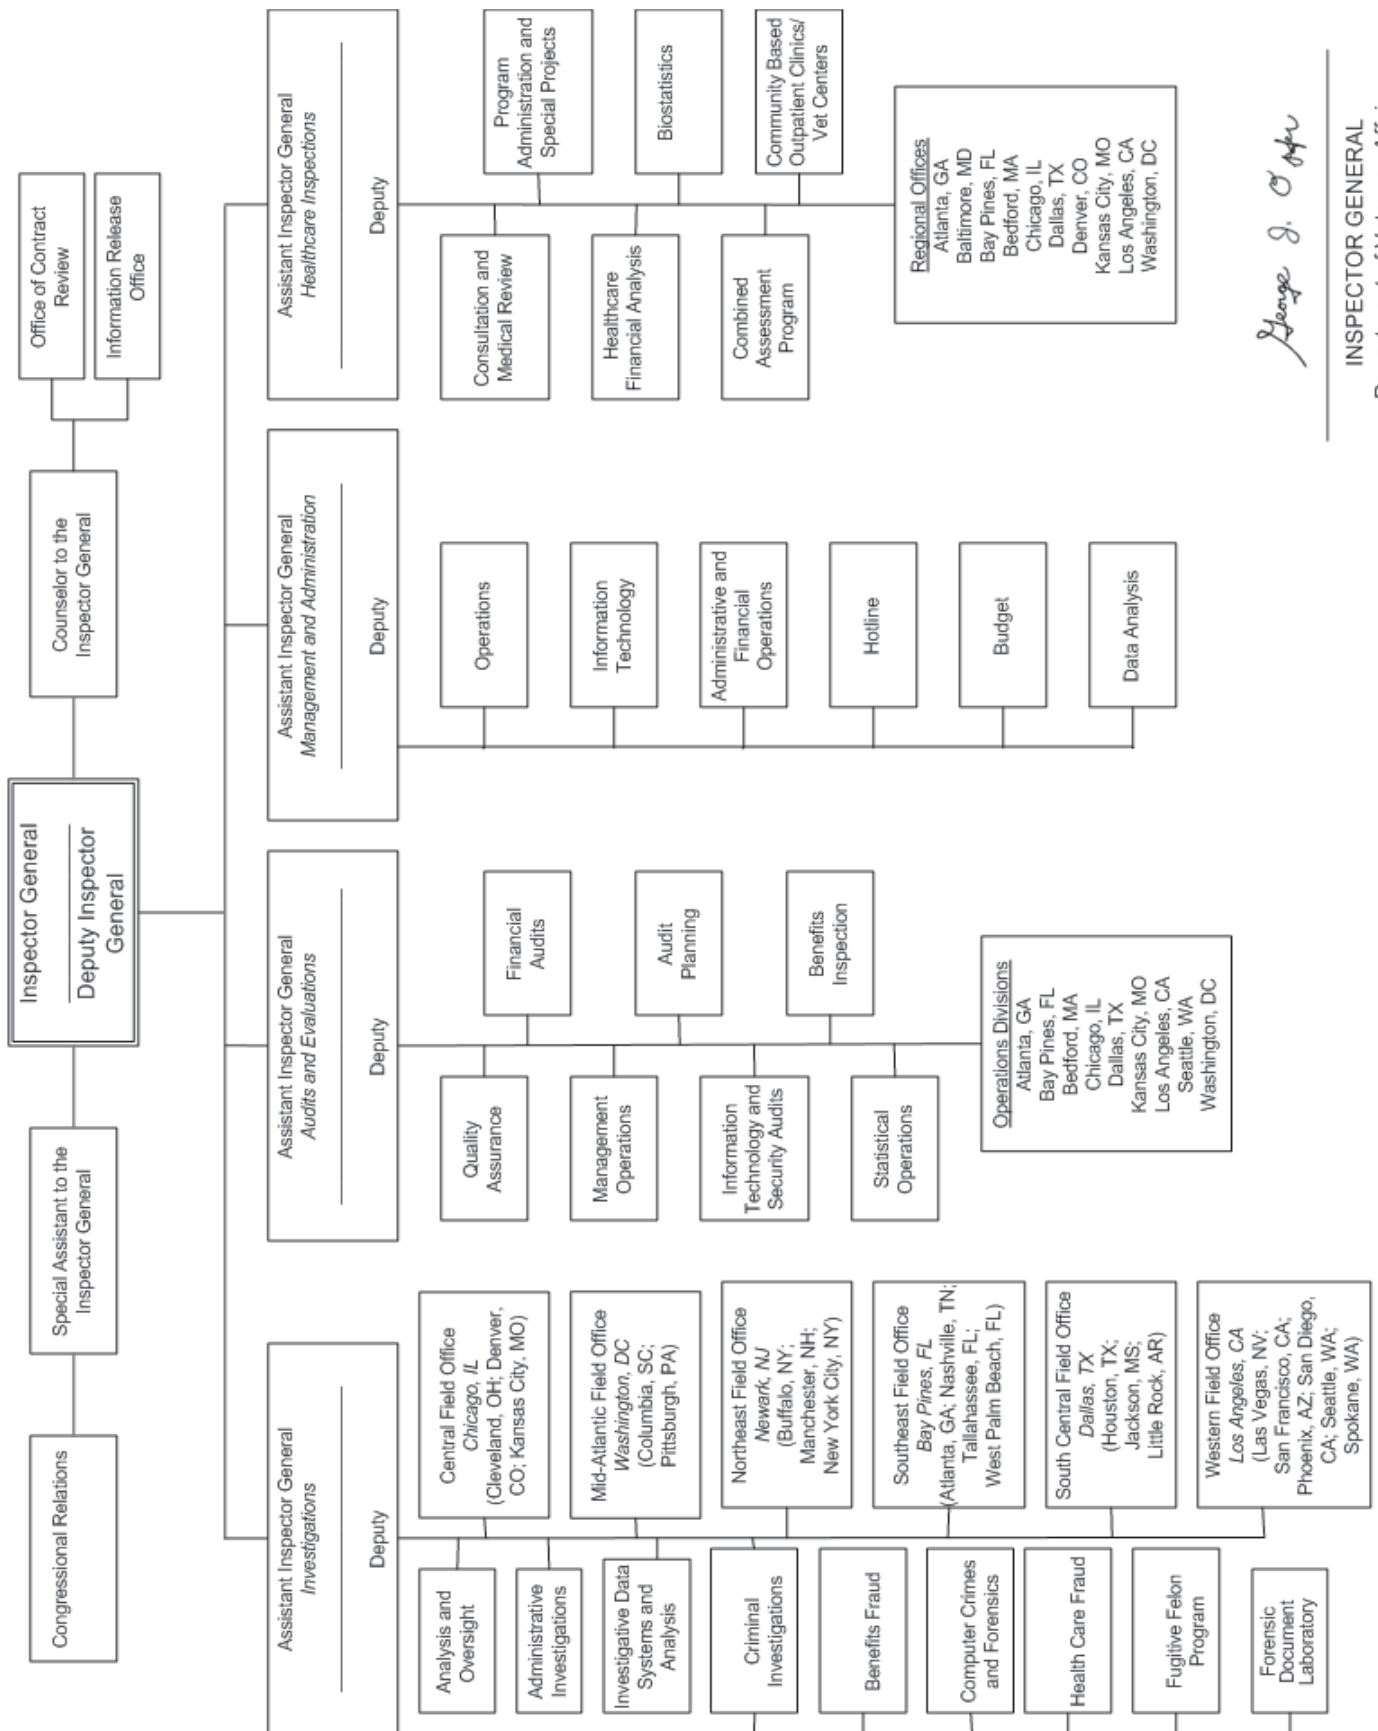 Inspector General
Deputy Inspector
General
Congressional Relations
Special Assistant to the
Inspector General
Counselor to the
Inspector General
Office of Contract
Review
Information Release
Office
Assistant Inspector General
Investigations
Deputy
Analysis and
Oversight
Administrative
Investigations
Investigative Data
Systems and
Analysis
Criminal
Investigations
Benefits Fraud
Computer Crimes
and Forensics
Health Care Fraud
Fugitive Felon
Program
Forensic
Document
Laboratory
Central Field Office
Chicago, IL
(Cleveland, OH; Denver,
CO; Kansas City, MO)
Mid-Atlantic Field Office
Washington, DC
(Columbia, SC;
Pittsburgh, PA)
Northeast Field Office
Newark, NJ
(Buffalo, NY;
Manchester, NH;
New York City, NY)
Southeast Field Office
Bay Pines, FL
(Atlanta, GA; Nashville, TN;
Tallahassee, FL;
West Palm Beach, FL)
South Central Field Office
Dallas, TX
(Houston, TX;
Jackson, MS;
Little Rock, AR)
Western Field Office
Los Angeles, CA
(Las Vegas, NV;
San Francisco, CA;
Phoenix, AZ; San Diego,
CA; Seattle, WA;
Spokane, WA)
Assistant Inspector General
Audits and Evaluations
Deputy
Quality
Assurance
Financial
Audits
Management
Operations
Audit
Planning
Information
Technology and
Security Audits
Benefits
Inspection
Statistical
Operations
Operations Divisions
Atlanta, GA
Bay Pines, FL
Bedford, MA
Chicago, IL
Dallas, TX
Kansas City, MO
Los Angeles, CA
Seattle, WA
Washington, DC
Assistant Inspector General
Management and Administration
Deputy
Operations
Information
Technology
Administrative and
Financial
Operations
Hotline
Budget
Data Analysis
Assistant Inspector General
Healthcare Inspections
Deputy
Consultation and
Medical Review
Program
Administration and
Special Projects
Healthcare
Financial Analysis
Biostatistics
Combined
Assessment
Program
Community Based
Outpatient Clinics/
Vet Centers
Regional Offices
Atlanta, GA
Baltimore, MD
Bay Pines, FL
Bedford, MA
Chicago, IL
Dallas, TX
Denver, CO
Kansas City, MO
Los Angeles, CA
Washington, DC
George J. Opfer
INSPECTOR GENERAL